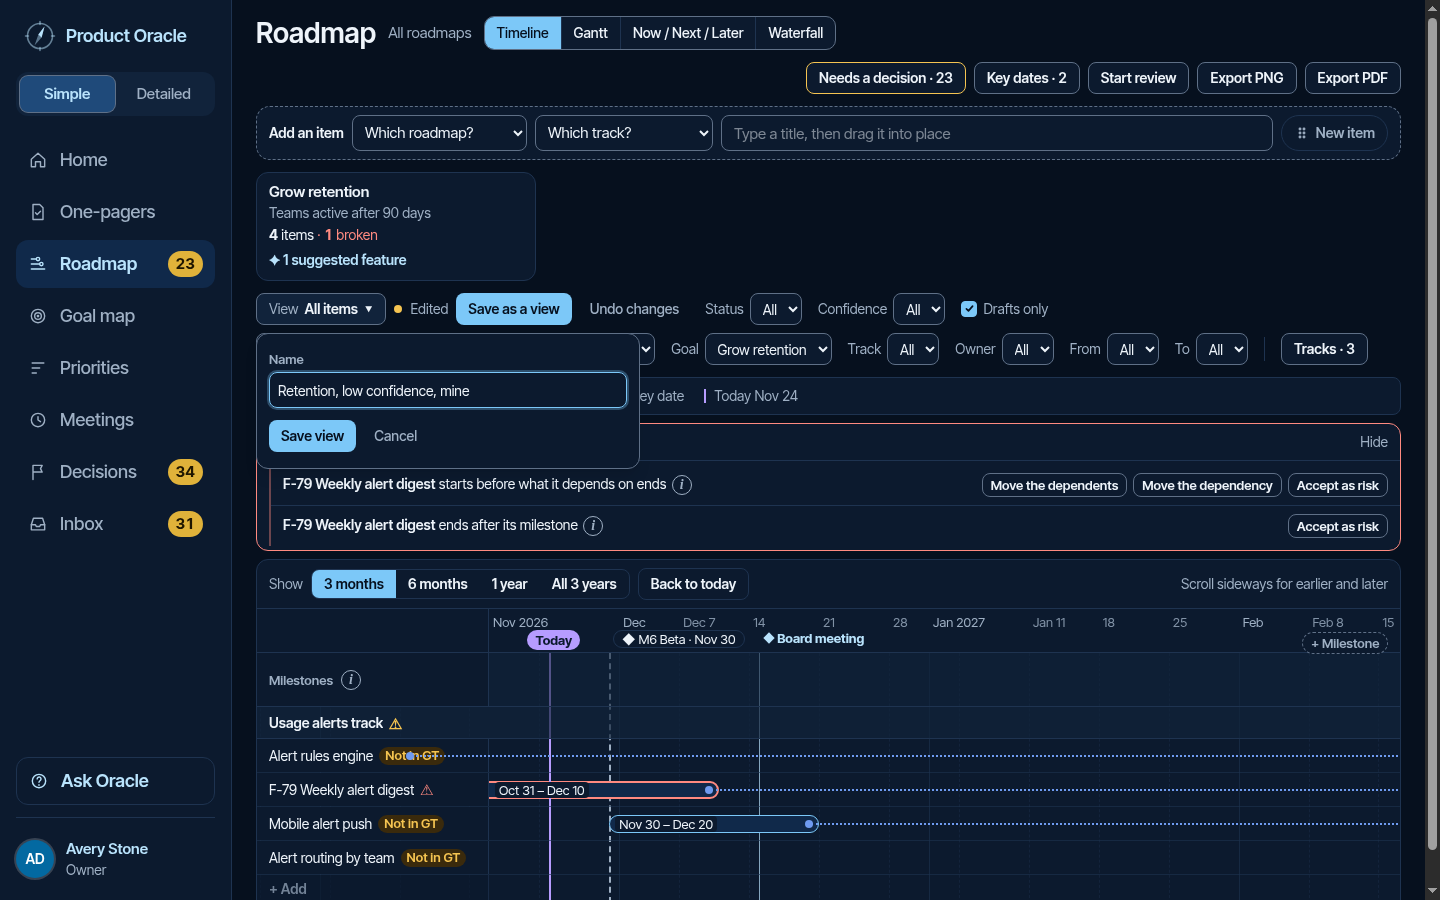 Product Oracle
Simple
Detailed
Home
One-pagers
Roadmap 23
Goal map
Priorities
Meetings
Decisions 34
Inbox 31
Ask Oracle
AD
Avery Stone
Owner
Roadmap All roadmaps Timeline Gantt Now / Next / Later Waterfall
Needs a decision · 23 Key dates · 2 Start review Export PNG Export PDF
Add an item Which roadmap? Which track? Type a title, then drag it into place New item
Grow retention
Teams active after 90 days
4 items · 1 broken
1 suggested feature
View All items Edited Save as a view Undo changes Status All Confidence All Drafts only
Goal Grow retention Track All Owner All From All To All Tracks · 3
Name
Retention, low confidence, mine
Save view Cancel
ey date Today Nov 24
Hide
F-79 Weekly alert digest starts before what it depends on ends i Move the dependents Move the dependency Accept as risk
F-79 Weekly alert digest ends after its milestone i Accept as risk
Show 3 months 6 months 1 year All 3 years Back to today Scroll sideways for earlier and later
Nov 2026 Dec Dec 7 14 21 28 Jan 2027 Jan 11 18 25 Feb Feb 8 15
Today M6 Beta · Nov 30 Board meeting + Milestone
Milestones i
Usage alerts track
Alert rules engine Not in GT
F-79 Weekly alert digest Oct 31 – Dec 10
Mobile alert push Not in GT Nov 30 – Dec 20
Alert routing by team Not in GT
+ Add